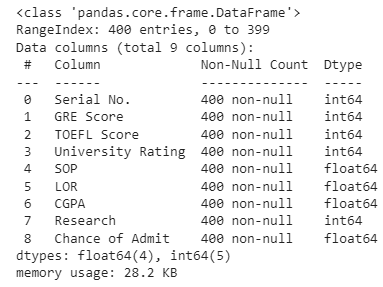 <class 'pandas.core.frame.DataFrame'>
RangeIndex: 400 entries, 0 to 399
Data columns (total 9 columns):
 #   Column             Non-Null Count  Dtype
---  ------             --------------  -----
 0   Serial No.         400 non-null    int64
 1   GRE Score          400 non-null    int64
 2   TOEFL Score        400 non-null    int64
 3   University Rating  400 non-null    int64
 4   SOP                400 non-null    float64
 5   LOR                400 non-null    float64
 6   CGPA               400 non-null    float64
 7   Research           400 non-null    int64
 8   Chance of Admit    400 non-null    float64
dtypes: float64(4), int64(5)
memory usage: 28.2 KB